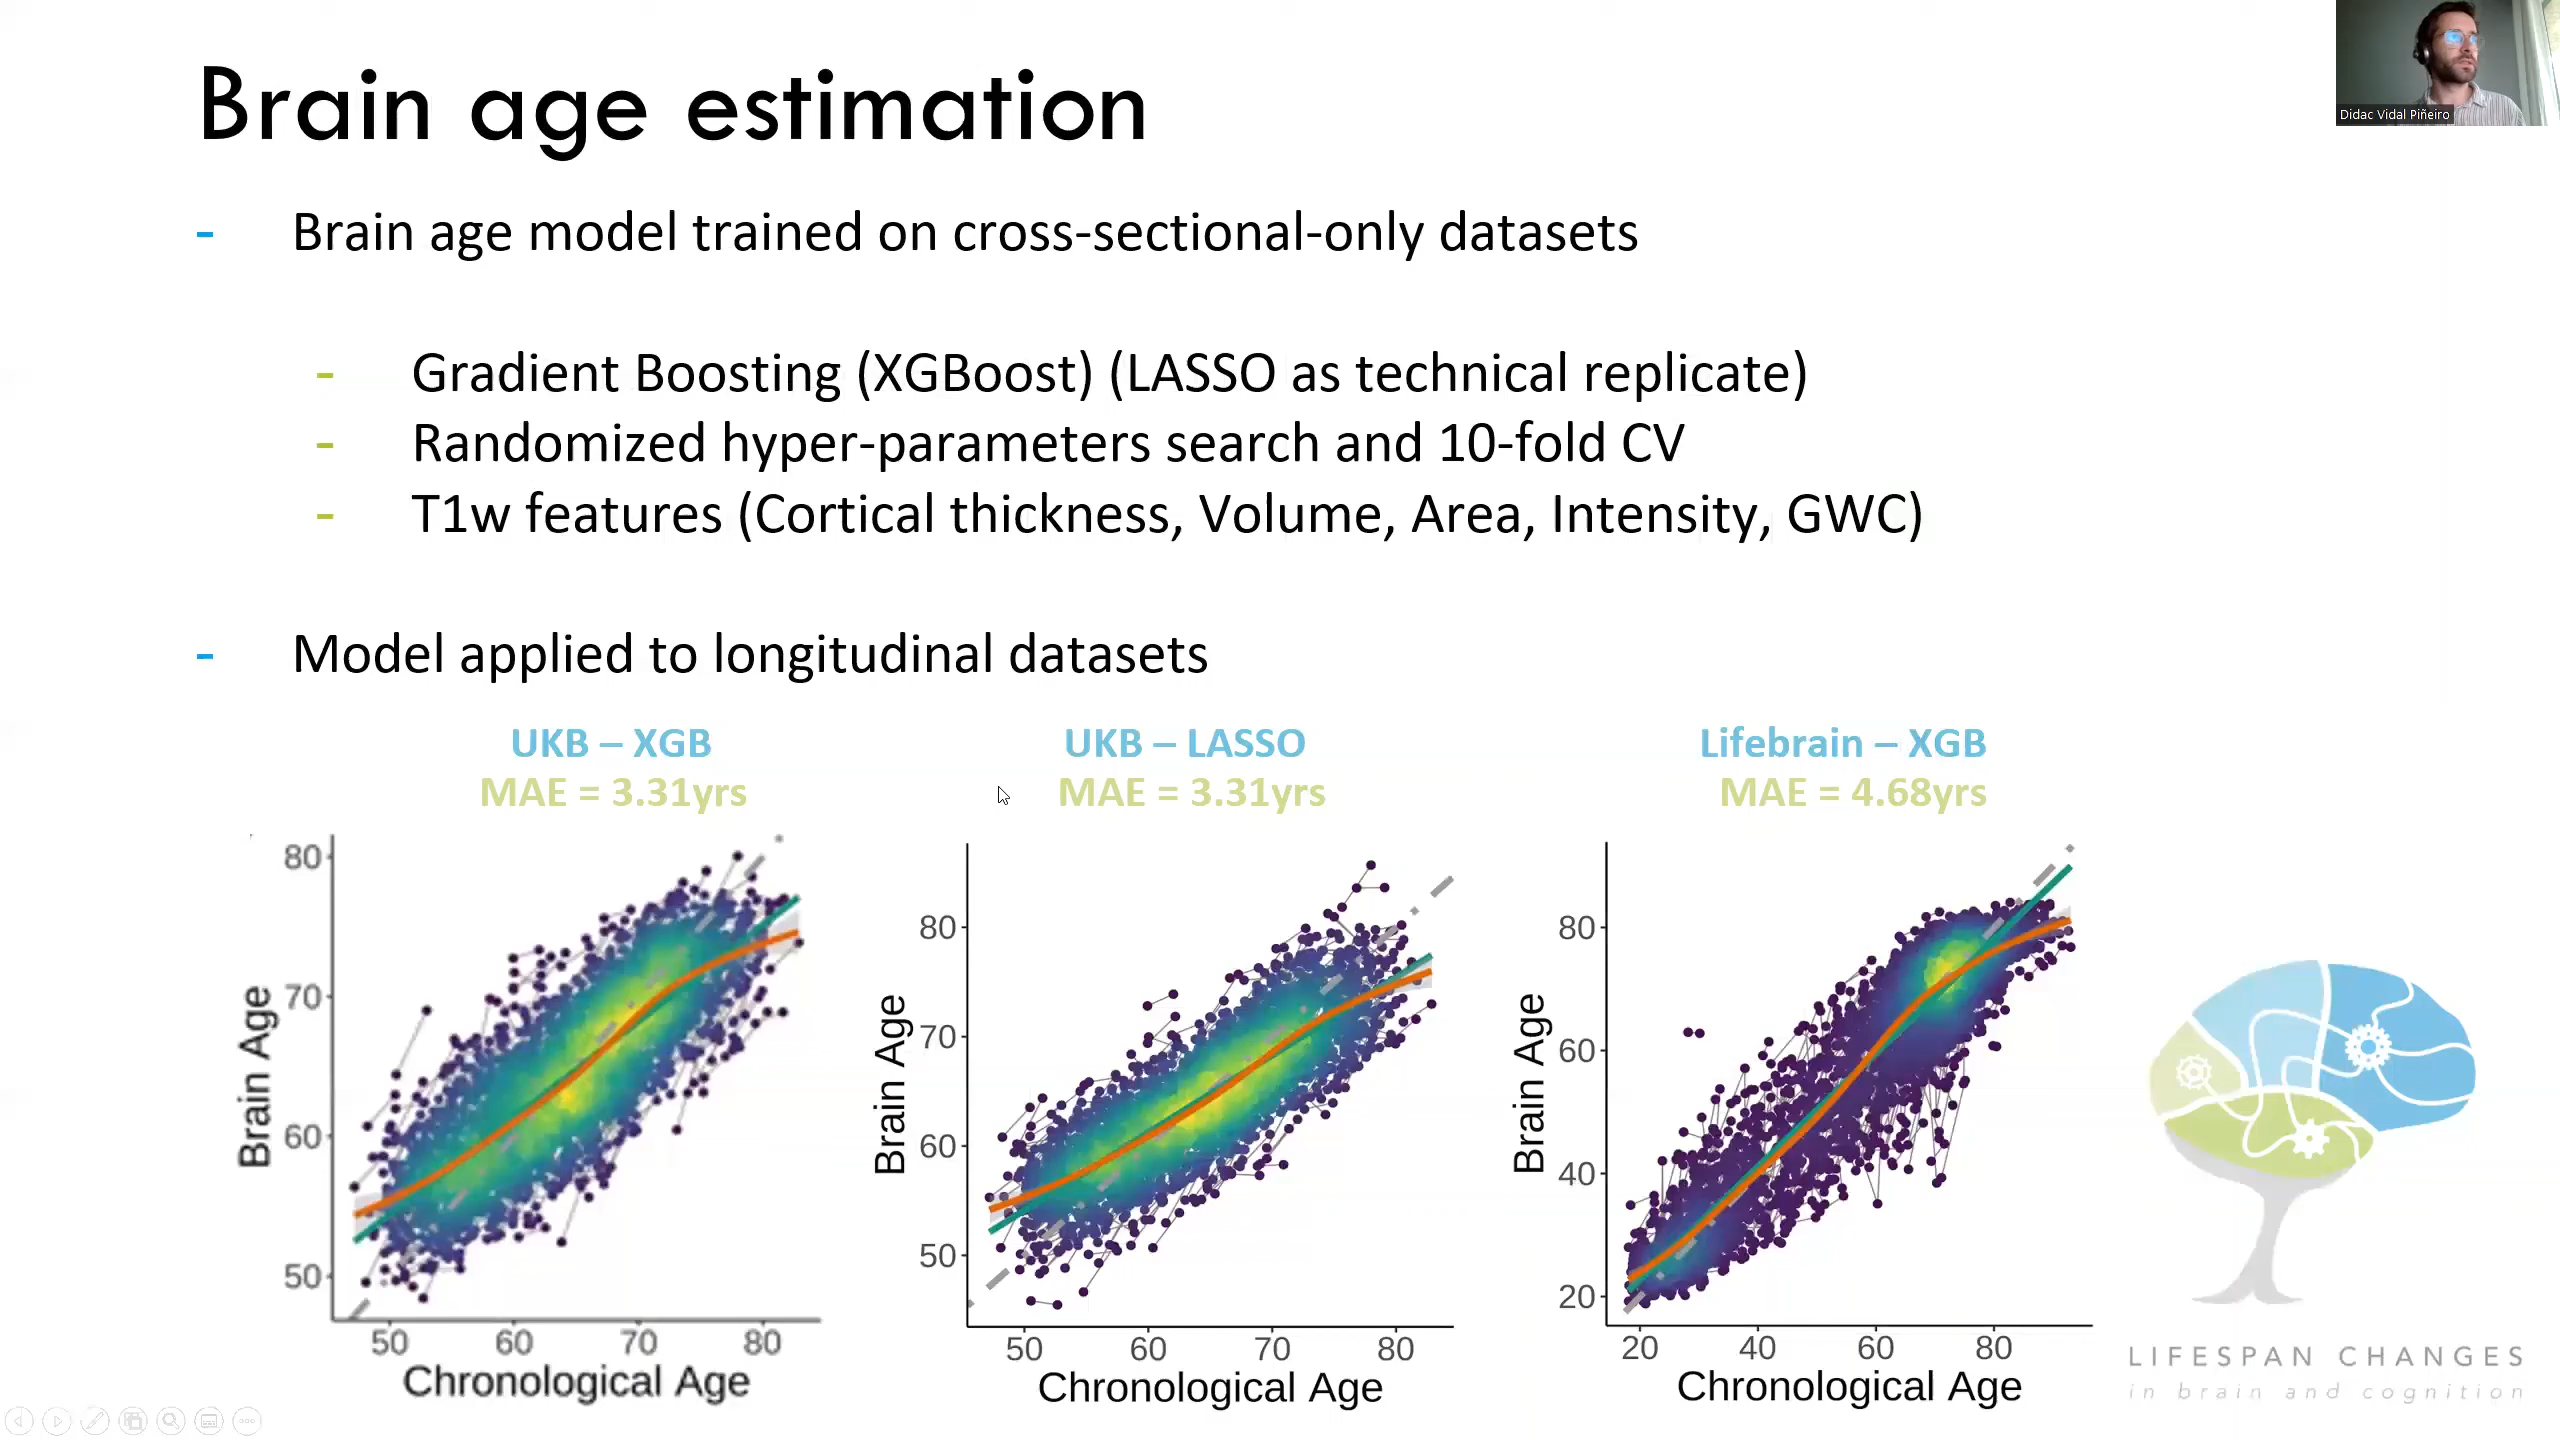 Brain age estimation
Didac Vidal Piñeiro
- Brain age model trained on cross-sectional-only datasets
- Gradient Boosting (XGBoost) (LASSO as technical replicate)
- Randomized hyper-parameters search and 10-fold CV
- T1w features (Cortical thickness, Volume, Area, Intensity, GWC)
- Model applied to longitudinal datasets
UKB – XGB
MAE = 3.31yrs
80
70
60
50
Brain Age
50 60 70 80
Chronological Age
UKB – LASSO
MAE = 3.31yrs
80
70
60
50
Brain Age
50 60 70 80
Chronological Age
Lifebrain – XGB
MAE = 4.68yrs
80
60
40
20
Brain Age
20 40 60 80
Chronological Age
LIFESPAN CHANGES
in brain and cognition